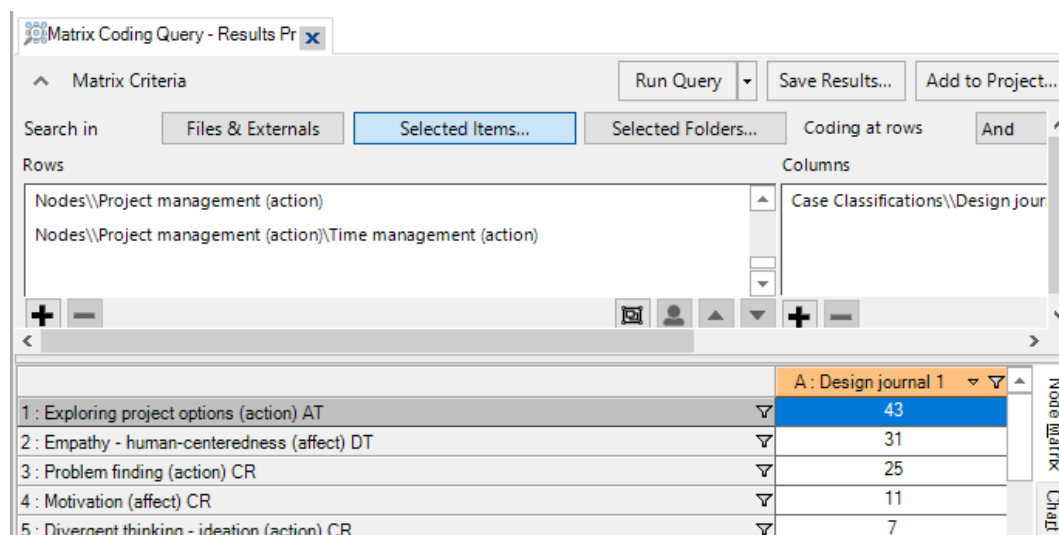 Matrix Coding Query - Results Pr
Matrix Criteria Run Query Save Results... Add to Project...
Search in Files & Externals Selected Items... Selected Folders... Coding at rows And
Rows Columns
Nodes\\Project management (action) Case Classifications\\Design jour
Nodes\\Project management (action)\Time management (action)
A : Design journal 1
1 : Exploring project options (action) AT 43
2 : Empathy - human-centeredness (affect) DT 31
3 : Problem finding (action) CR 25
4 : Motivation (affect) CR 11
5 : Divergent thinking - ideation (action) CR 7
Node Matrix
Chart